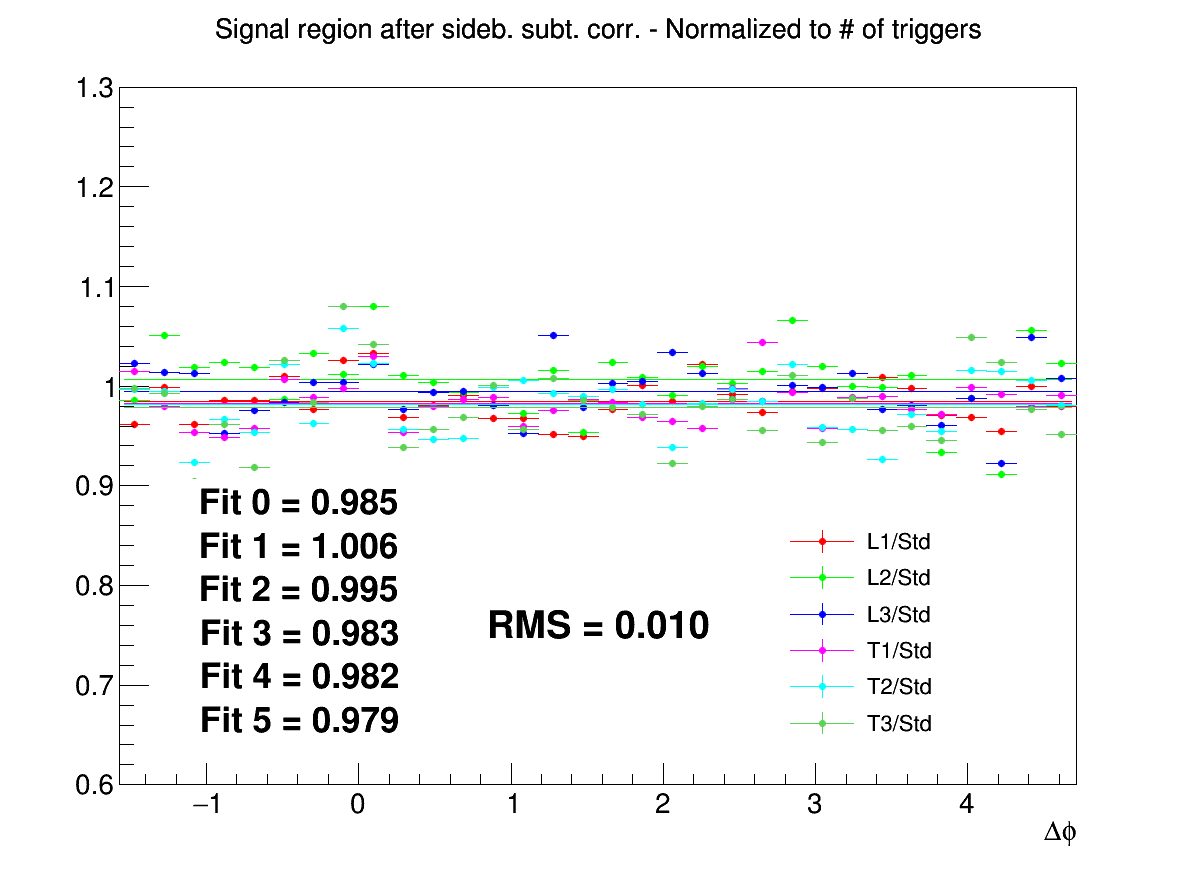 Signal region after sideb. subt. corr. - Normalized to # of triggers
1.3
1.2
1.1
1
0.9
0.8
0.7
0.6
Fit 0 = 0.985
Fit 1 = 1.006
Fit 2 = 0.995
Fit 3 = 0.983
Fit 4 = 0.982
Fit 5 = 0.979
RMS = 0.010
L1/Std
L2/Std
L3/Std
T1/Std
T2/Std
T3/Std
−1 0 1 2 3 4
Δϕ